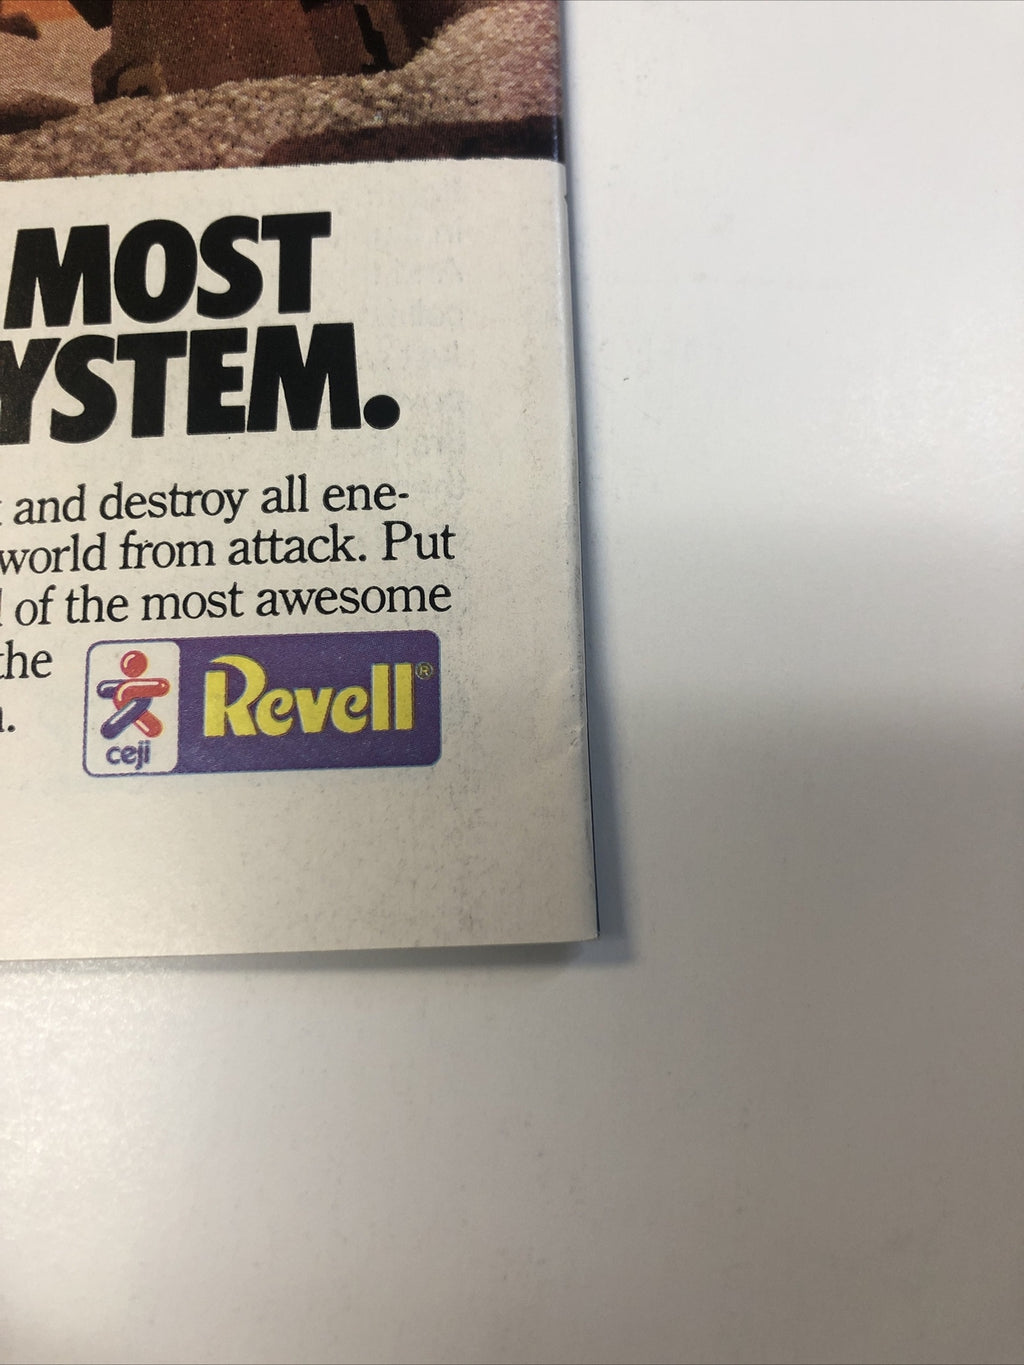 MOST
YSTEM.
and destroy all ene-
world from attack. Put
of the most awesome
the
ceji Revell®